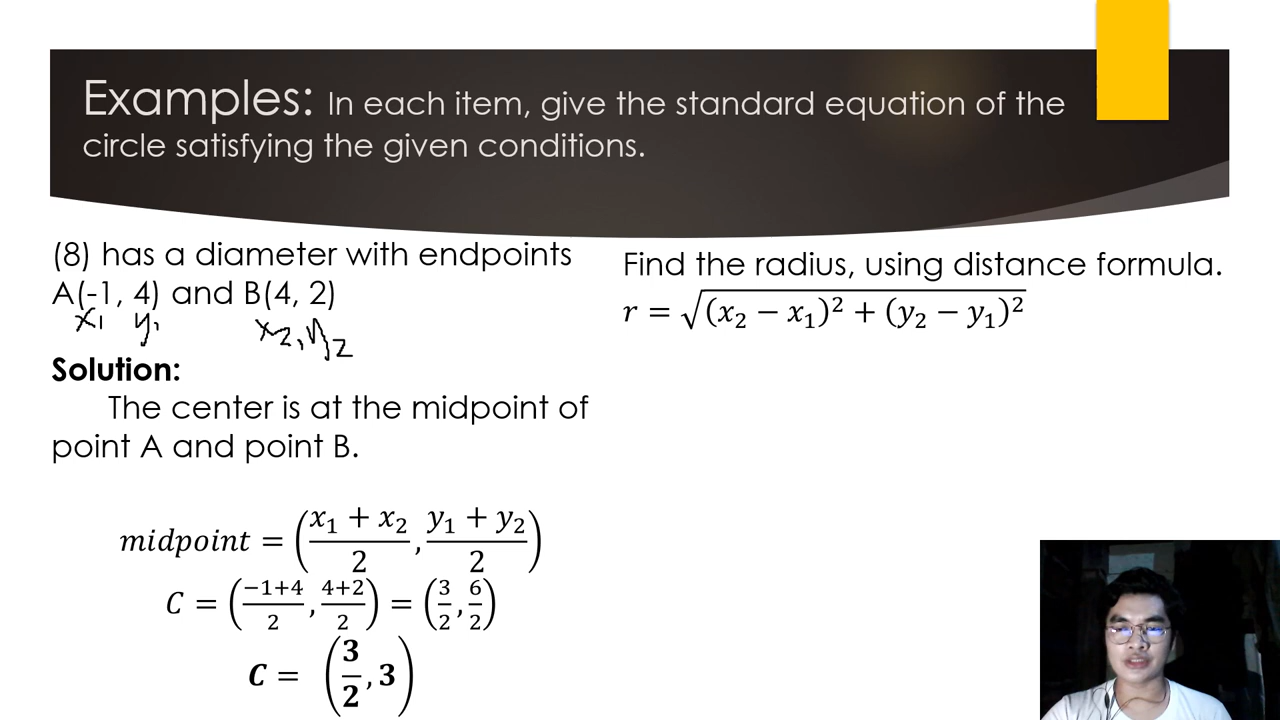 Examples: In each item, give the standard equation of the
circle satisfying the given conditions.
(8) has a diameter with endpoints
A(-1, 4) and B(4, 2)
x₁ y₁ x₂, y₂
Solution:
The center is at the midpoint of
point A and point B.
midpoint = ((x₁ + x₂)/2, (y₁ + y₂)/2)
C = ((−1+4)/2, (4+2)/2) = (3/2, 6/2)
C = (3/2, 3)
Find the radius, using distance formula.
r = √((x₂ − x₁)² + (y₂ − y₁)²)